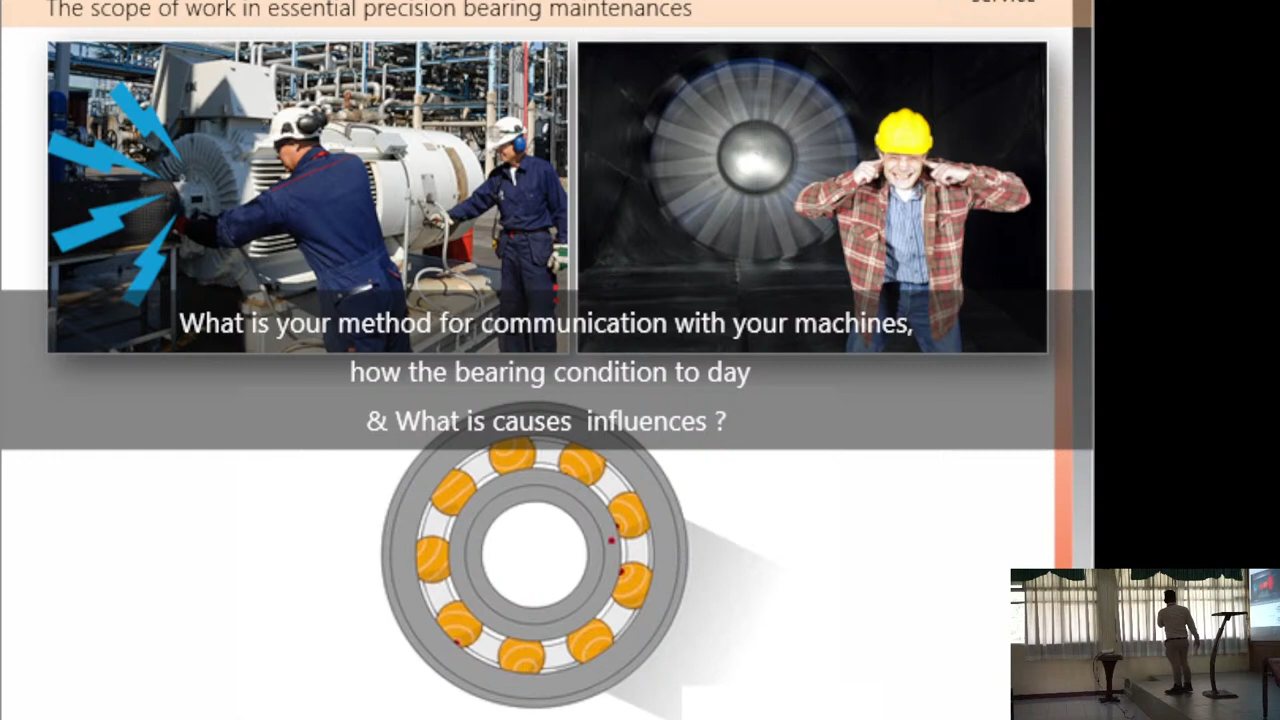 The scope of work in essential precision bearing maintenances
What is your method for communication with your machines,
how the bearing condition to day
& What is causes influences ?